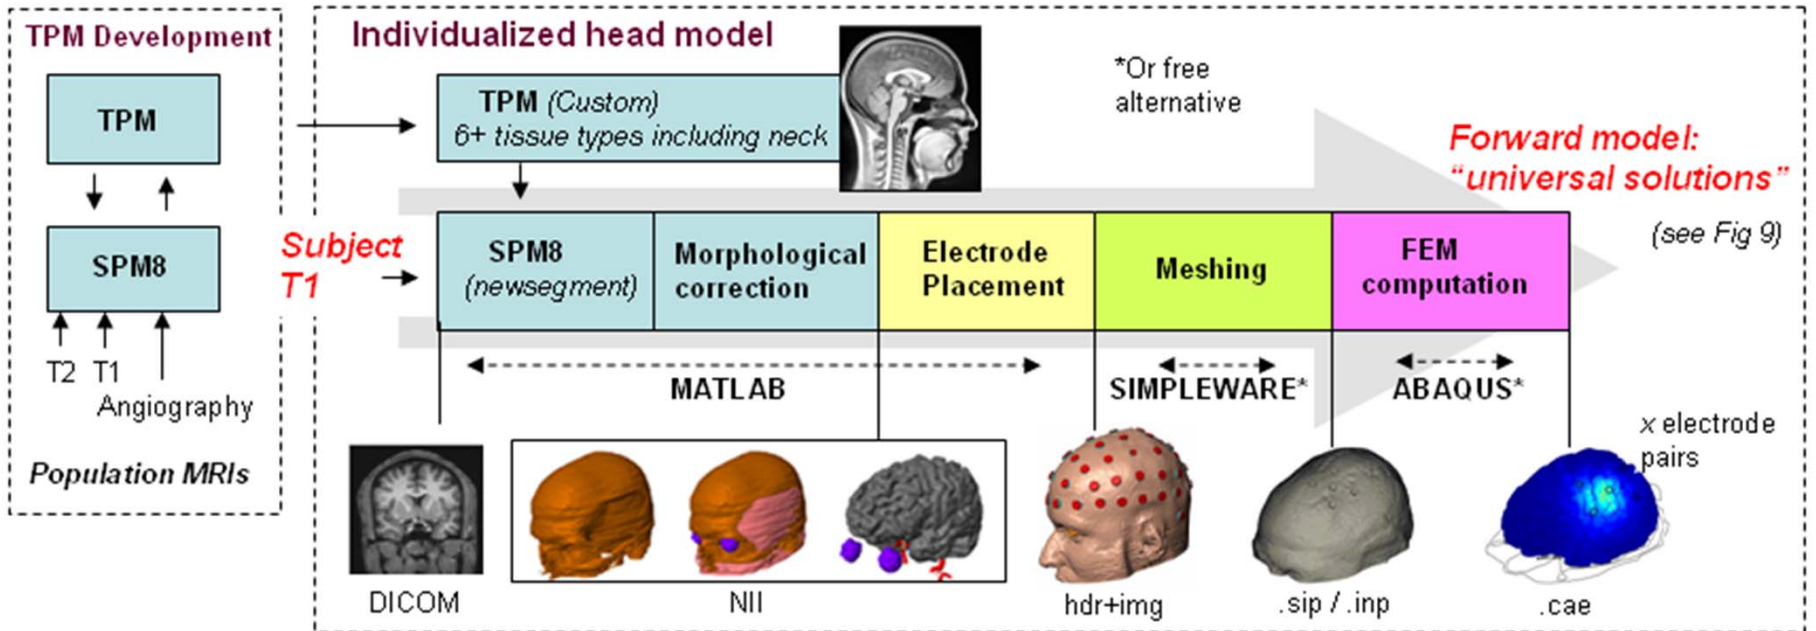 TPM Development
TPM
SPM8
T2 T1
Angiography
Population MRIs
Individualized head model
TPM (Custom)
6+ tissue types including neck
*Or free
alternative
Forward model:
“universal solutions”
(see Fig 9)
Subject
T1
SPM8
(newsegment)
Morphological
correction
Electrode
Placement
Meshing
FEM
computation
MATLAB
SIMPLEWARE*
ABAQUS*
x electrode
pairs
DICOM
NII
hdr+img
.sip / .inp
.cae